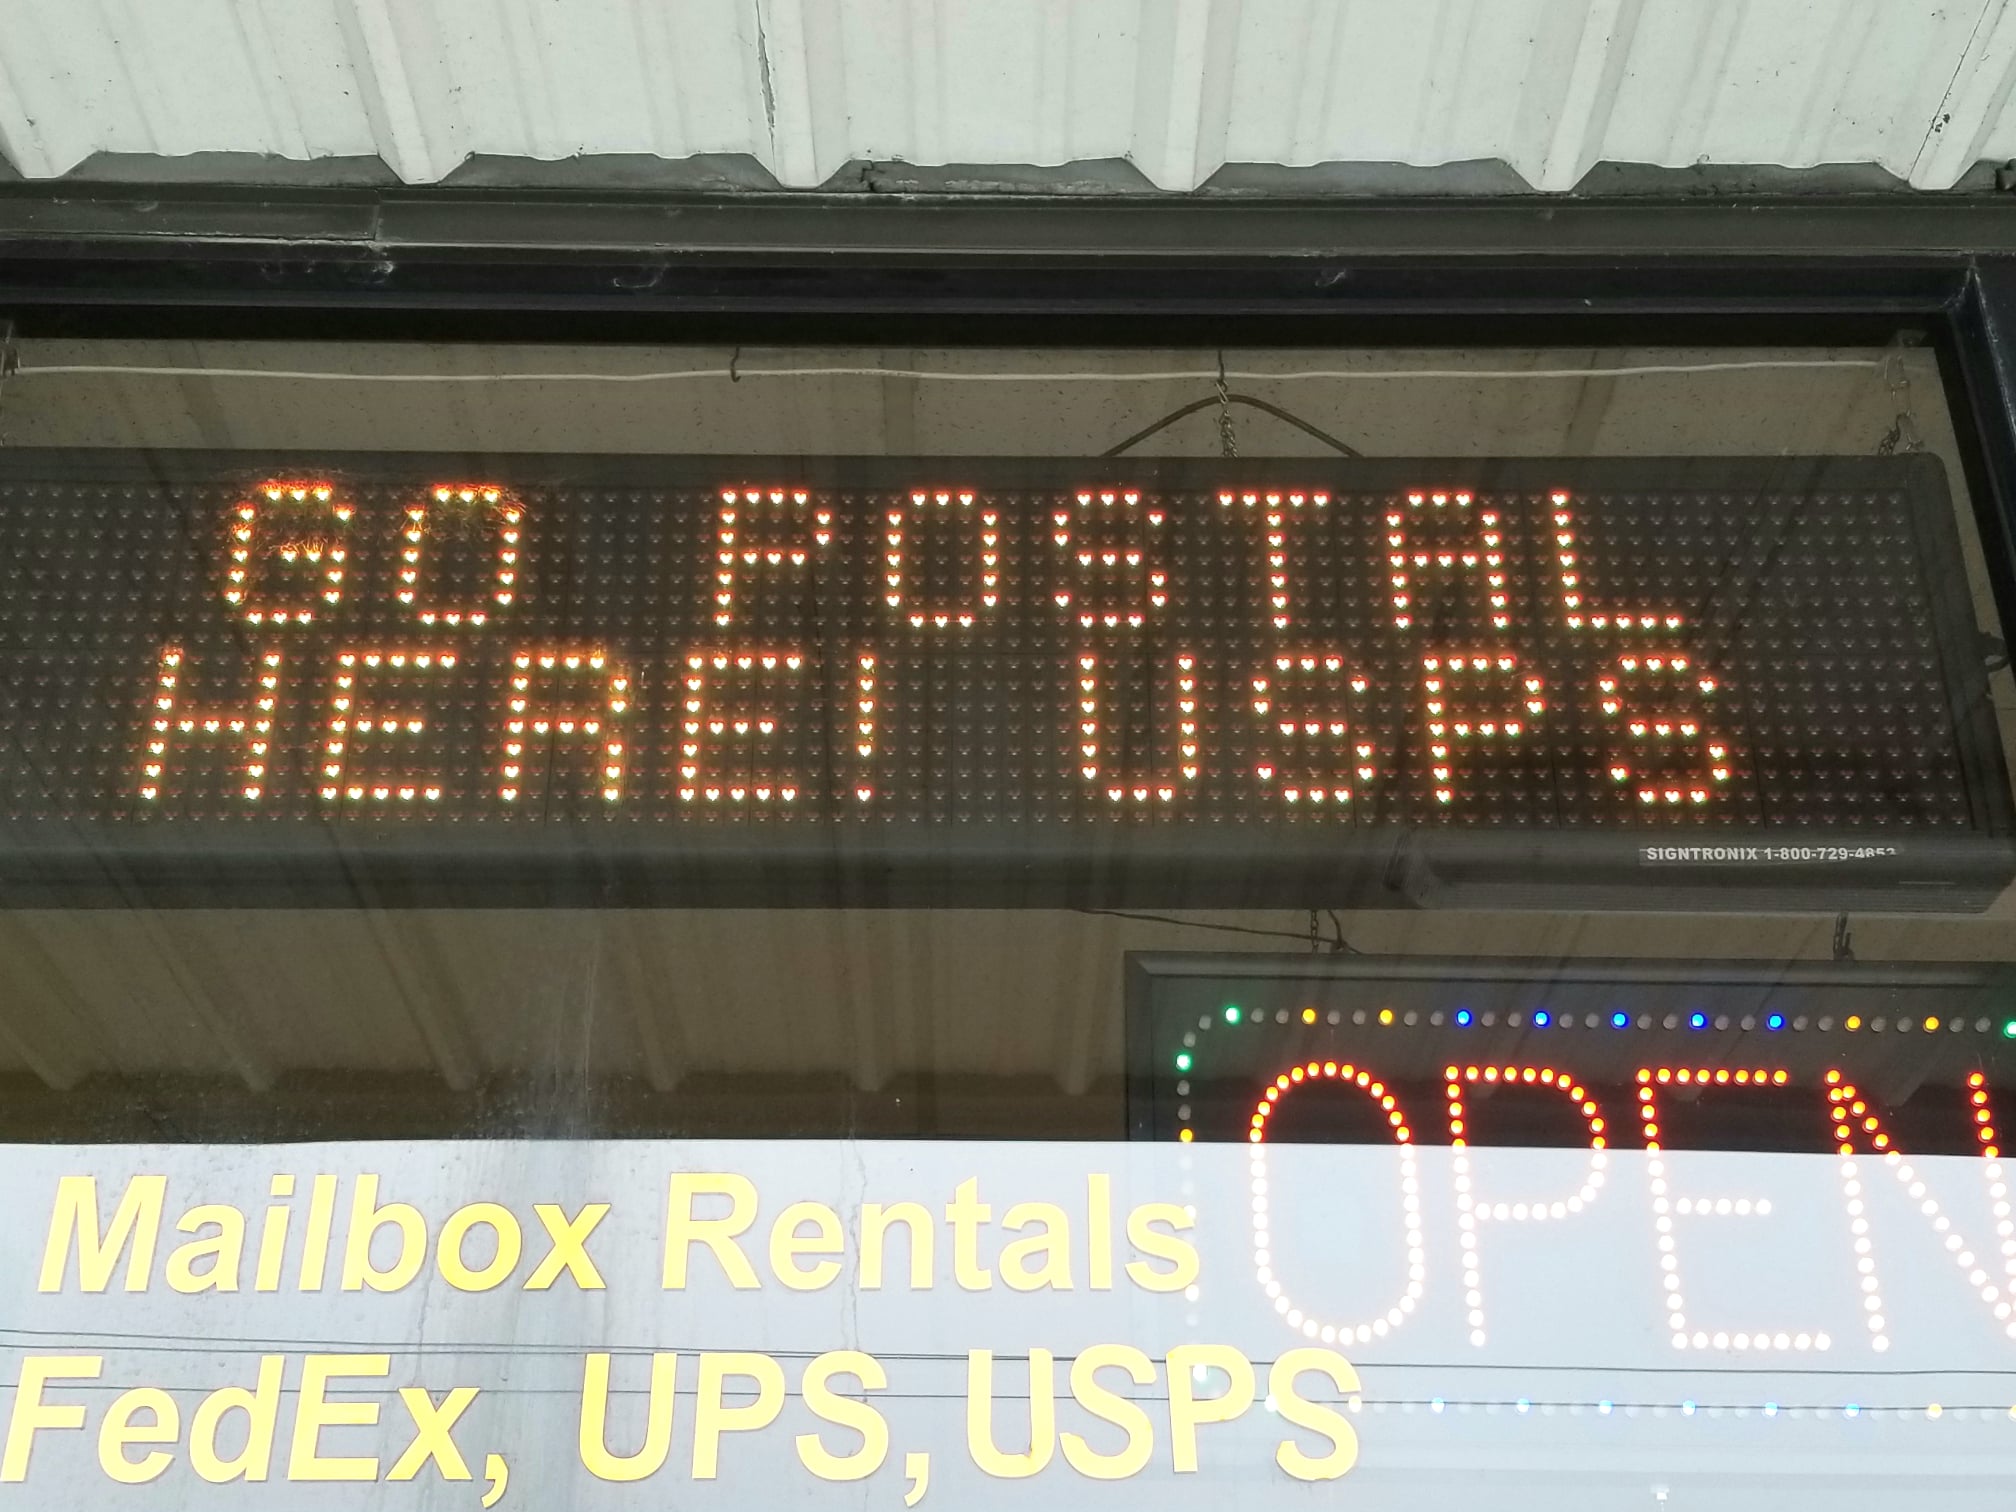 GO POSTAL
HERE! USPS
SIGNTRONIX 1-800-729-4853
OPEN
Mailbox Rentals
FedEx, UPS, USPS